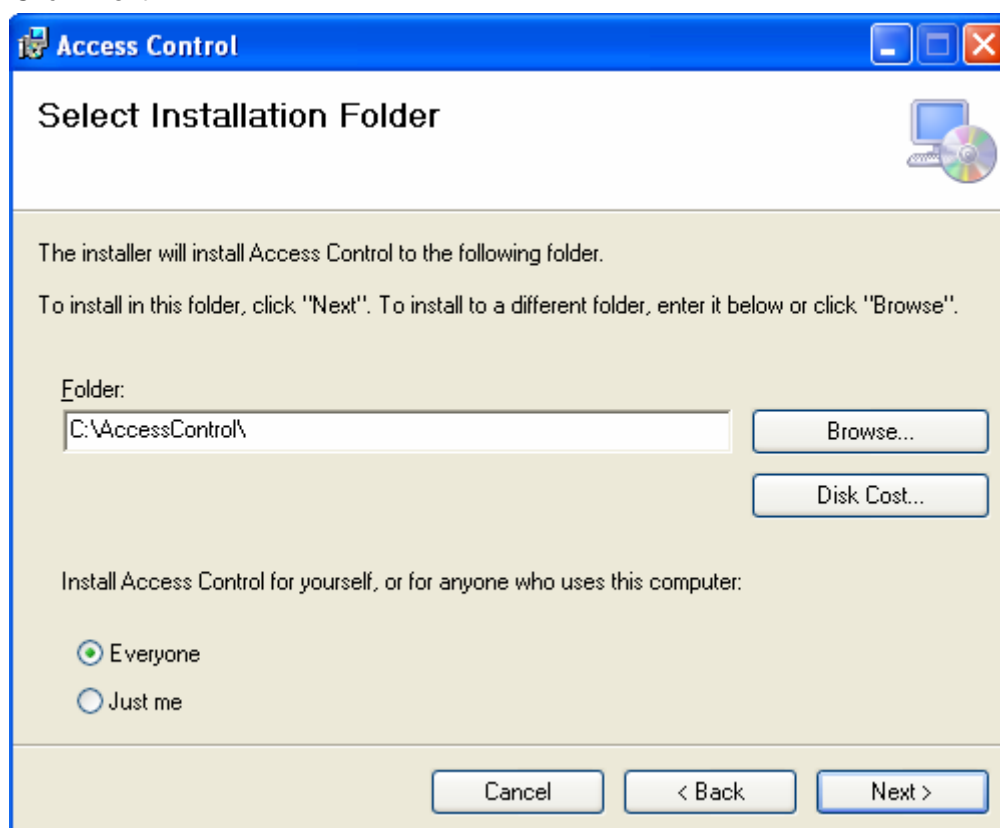 Access Control
Select Installation Folder
The installer will install Access Control to the following folder.
To install in this folder, click "Next". To install to a different folder, enter it below or click "Browse".
Folder:
C:\AccessControl\
Browse...
Disk Cost...
Install Access Control for yourself, or for anyone who uses this computer:
Everyone
Just me
Cancel
< Back
Next >